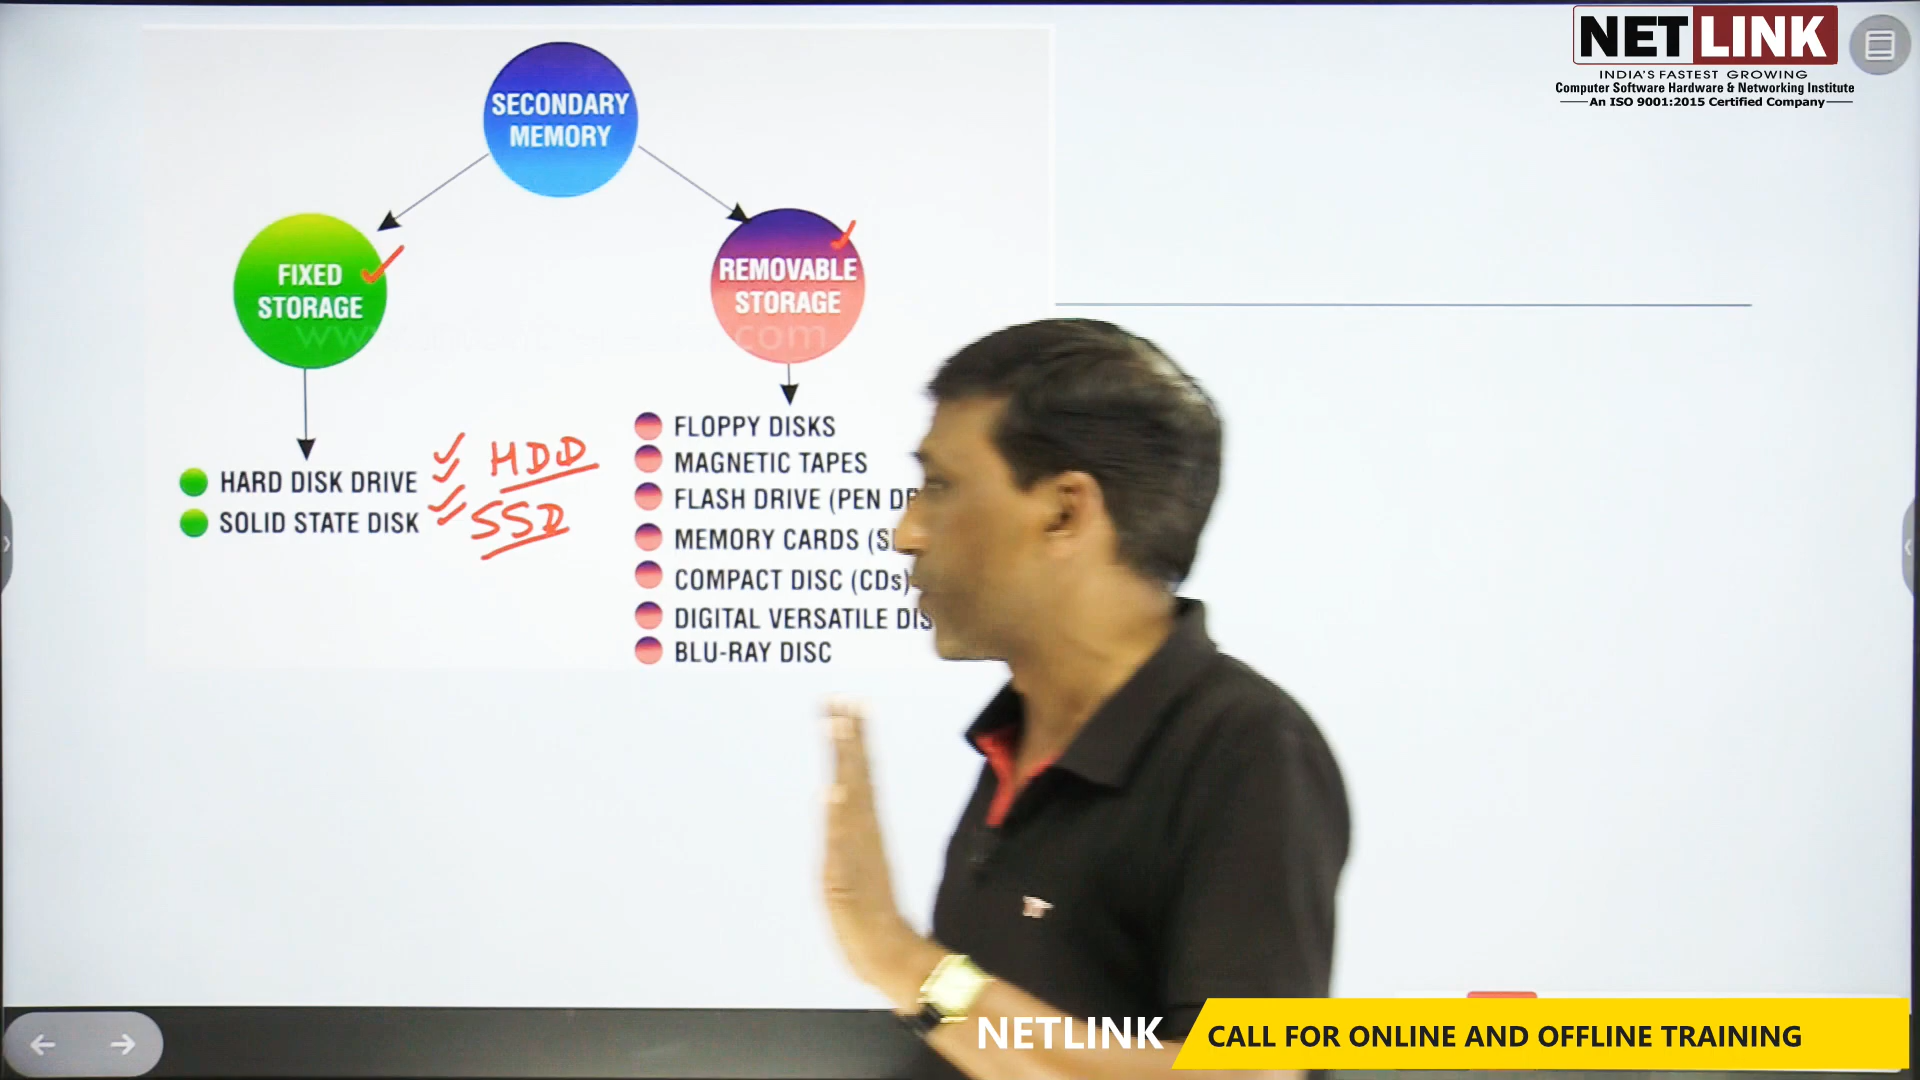 NETLINK
INDIA'S FASTEST GROWING
Computer Software Hardware & Networking Institute
An ISO 9001:2015 Certified Company
SECONDARY
MEMORY
FIXED
STORAGE
REMOVABLE
STORAGE
HARD DISK DRIVE
HDD
SOLID STATE DISK
SSD
FLOPPY DISKS
MAGNETIC TAPES
FLASH DRIVE (PEN
MEMORY CARDS
COMPACT DISC (CDs)
DIGITAL VERSATILE
BLU-RAY DISC
NETLINK
CALL FOR ONLINE AND OFFLINE TRAINING